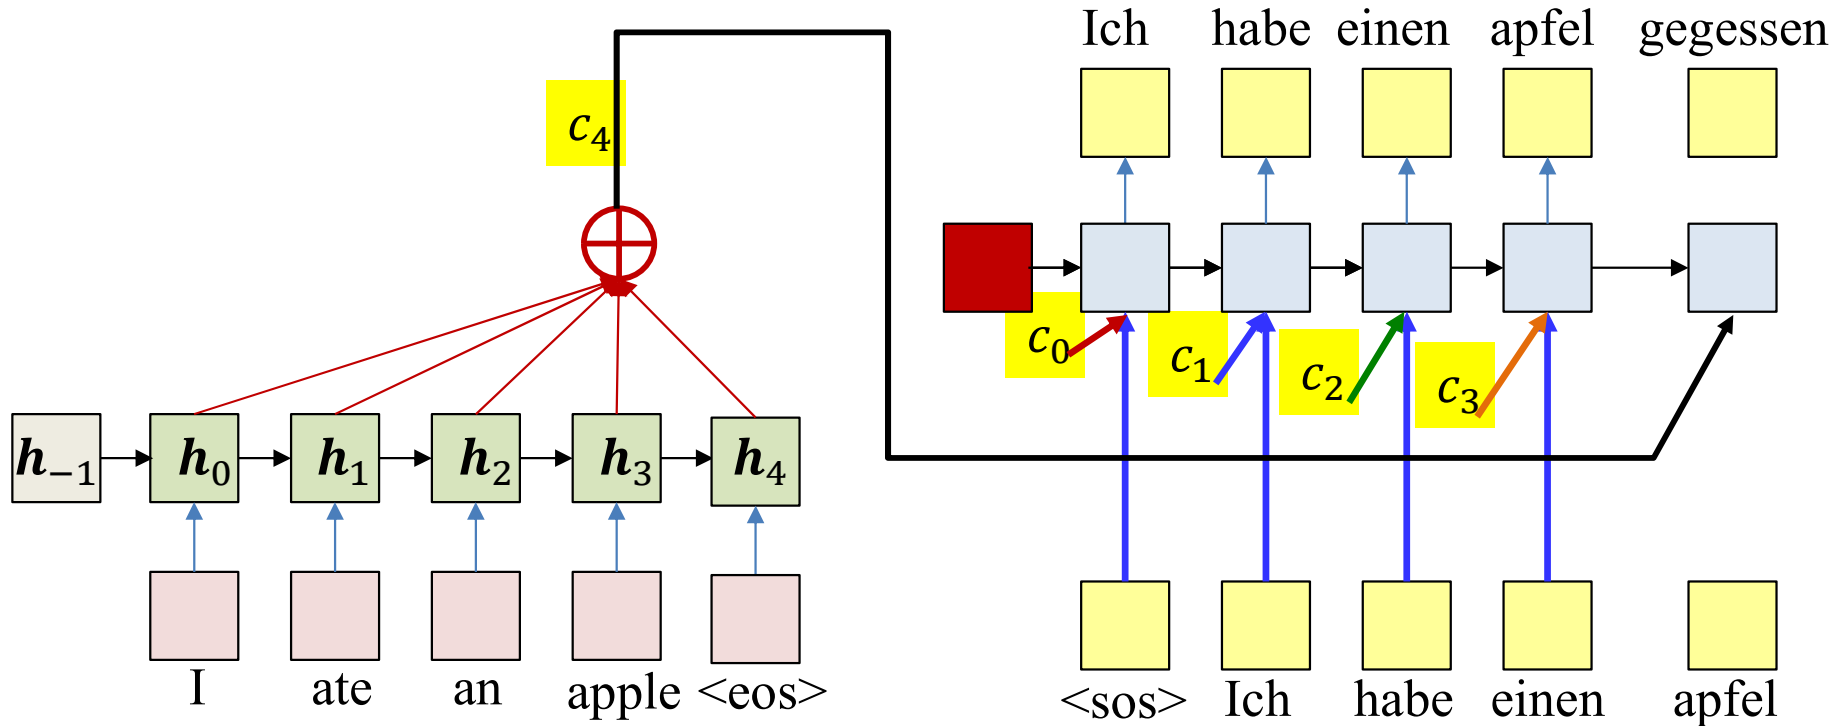 Ich habe einen apfel gegessen
c₄
c₀ c₁ c₂ c₃
h₋₁ h₀ h₁ h₂ h₃ h₄
I ate an apple <eos>
<sos> Ich habe einen apfel